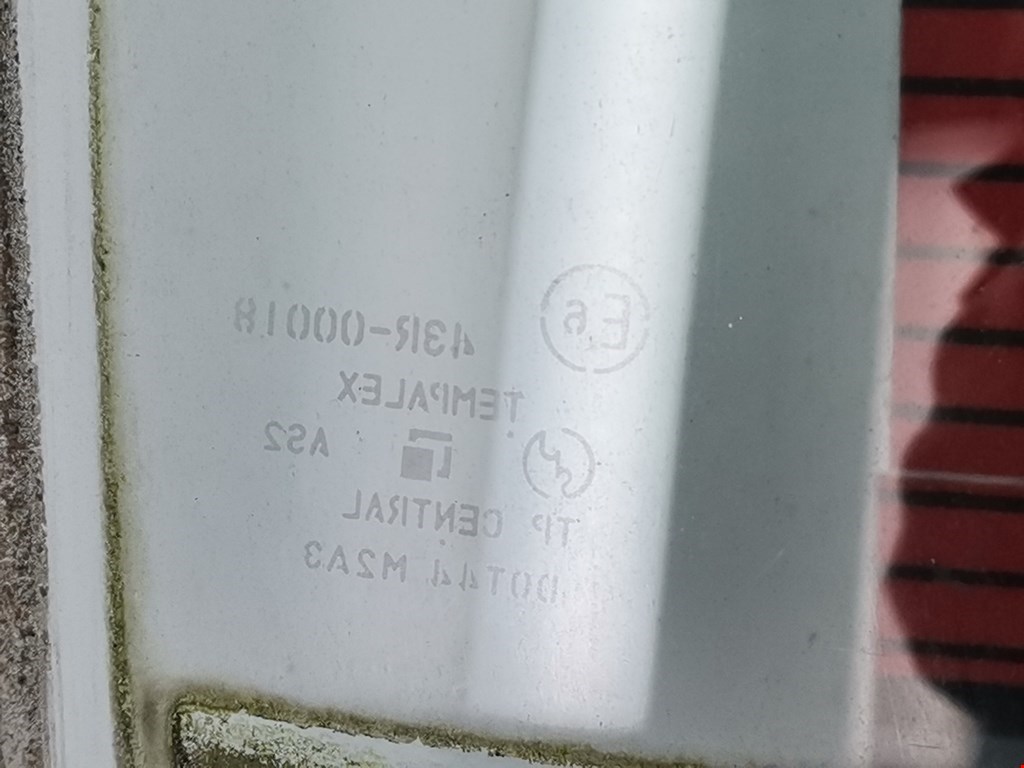 E6 43R-00018
TEMPALEX
AS2
TP CENTRAL
DOT44 M2A3